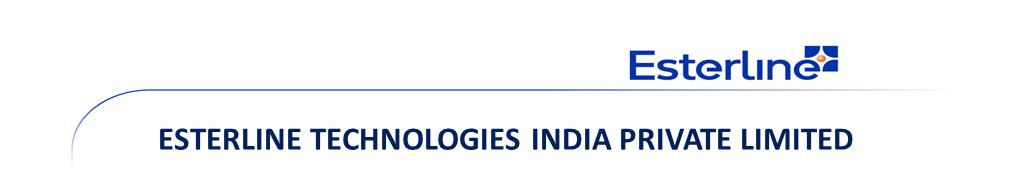 Esterline
ESTERLINE TECHNOLOGIES INDIA PRIVATE LIMITED